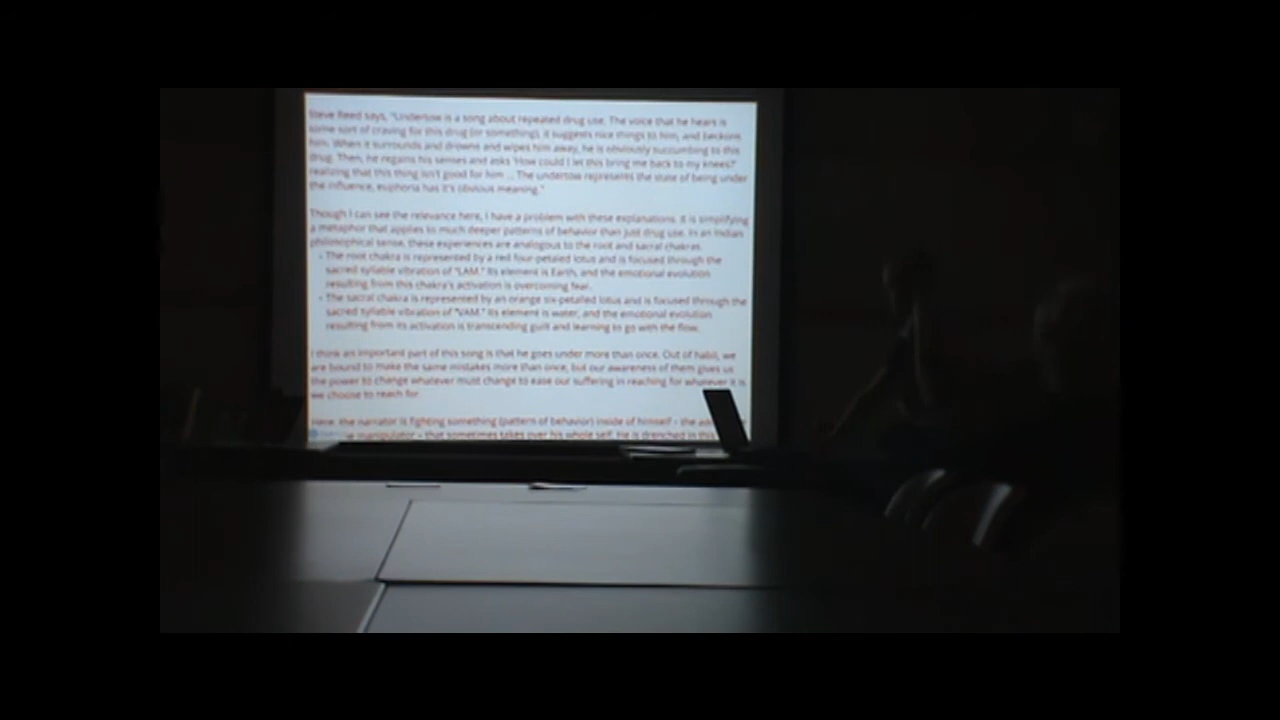 Steve Reed says, "Undertow is a song about repeated drug use. The voice that he hears is
some sort of craving for this drug (or something), it suggests nice things to him, and beckons
him. When it surrounds and drowns and wipes him away, he is obviously succumbing to this
drug. Then, he regains his senses and asks 'How could I let this bring me back to my knees?'
realizing that this thing isn't good for him ... The undertow represents the state of being under
the influence, euphoria has it's obvious meaning."
Though I can see the relevance here, I have a problem with these explanations. It is simplifying
a metaphor that applies to much deeper patterns of behavior than just drug use. In an Indian
philosophical sense, these experiences are analogous to the root and sacral chakras.
- The root chakra is represented by a red four-petaled lotus and is focused through the
sacred syllable vibration of "LAM." Its element is Earth, and the emotional evolution
resulting from this chakra's activation is overcoming fear.
- The sacral chakra is represented by an orange six-petalled lotus and is focused through the
sacred syllable vibration of "VAM." Its element is water, and the emotional evolution
resulting from its activation is transcending guilt and learning to go with the flow.
I think an important part of this song is that he goes under more than once. Out of habit, we
are bound to make the same mistakes more than once, but our awareness of them gives us
the power to change whatever must change to ease our suffering in reaching for whatever it is
we choose to reach for.
Here, the narrator is fighting something (pattern of behavior) inside of himself - the
manipulator - that sometimes takes over his whole self. He is drenched in this